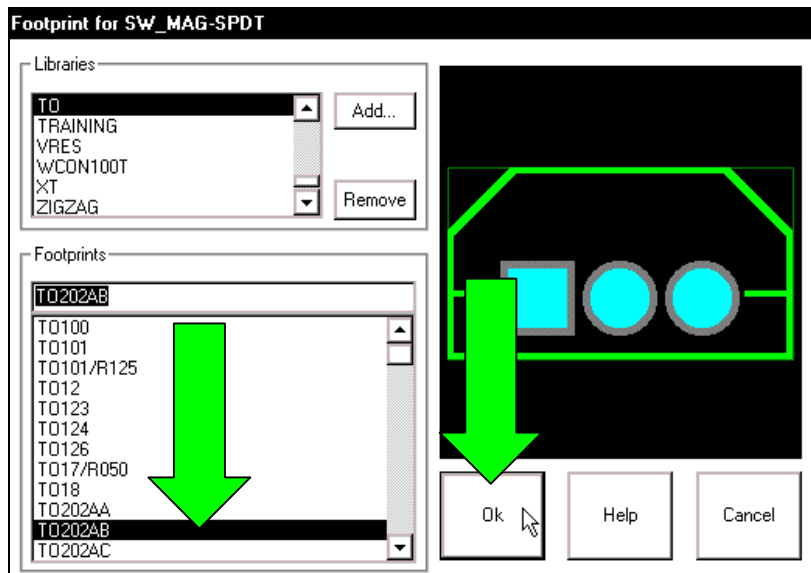 Footprint for SW_MAG-SPDT
Libraries
TO
TRAINING
VRES
WCON100T
XT
ZIGZAG
Add...
Remove
Footprints
TO202AB
TO100
TO101
TO101/R125
TO12
TO123
TO124
TO126
TO17/R050
TO18
TO202AA
TO202AB
TO202AC
Ok
Help
Cancel